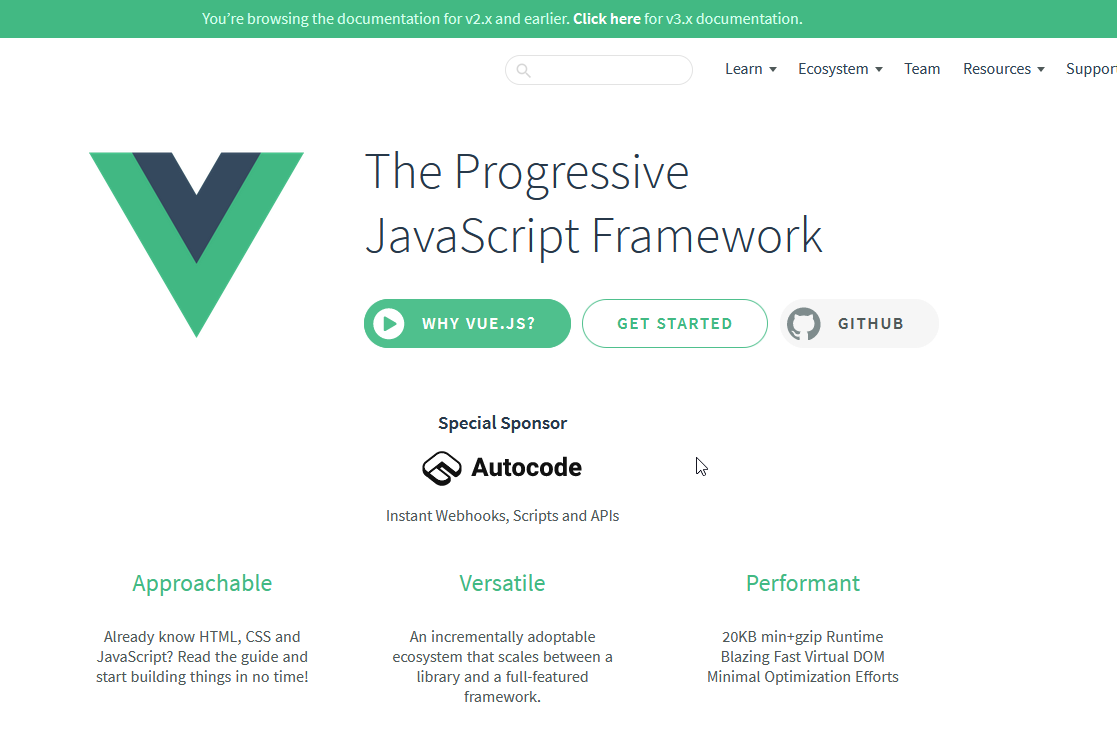 You’re browsing the documentation for v2.x and earlier. Click here for v3.x documentation.
Learn Ecosystem Team Resources Support
The Progressive
JavaScript Framework
WHY VUE.JS? GET STARTED GITHUB
Special Sponsor
Autocode
Instant Webhooks, Scripts and APIs
Approachable
Already know HTML, CSS and
JavaScript? Read the guide and
start building things in no time!
Versatile
An incrementally adoptable
ecosystem that scales between a
library and a full-featured
framework.
Performant
20KB min+gzip Runtime
Blazing Fast Virtual DOM
Minimal Optimization Efforts